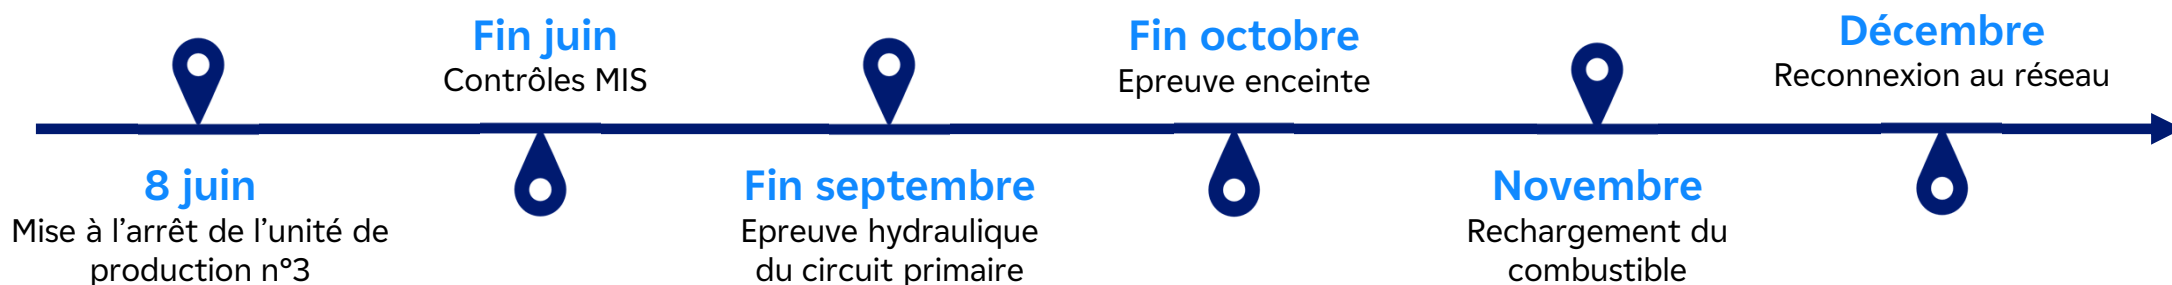 8 juin
Mise à l’arrêt de l’unité de
production n°3
Fin juin
Contrôles MIS
Fin septembre
Epreuve hydraulique
du circuit primaire
Fin octobre
Epreuve enceinte
Novembre
Rechargement du
combustible
Décembre
Reconnexion au réseau